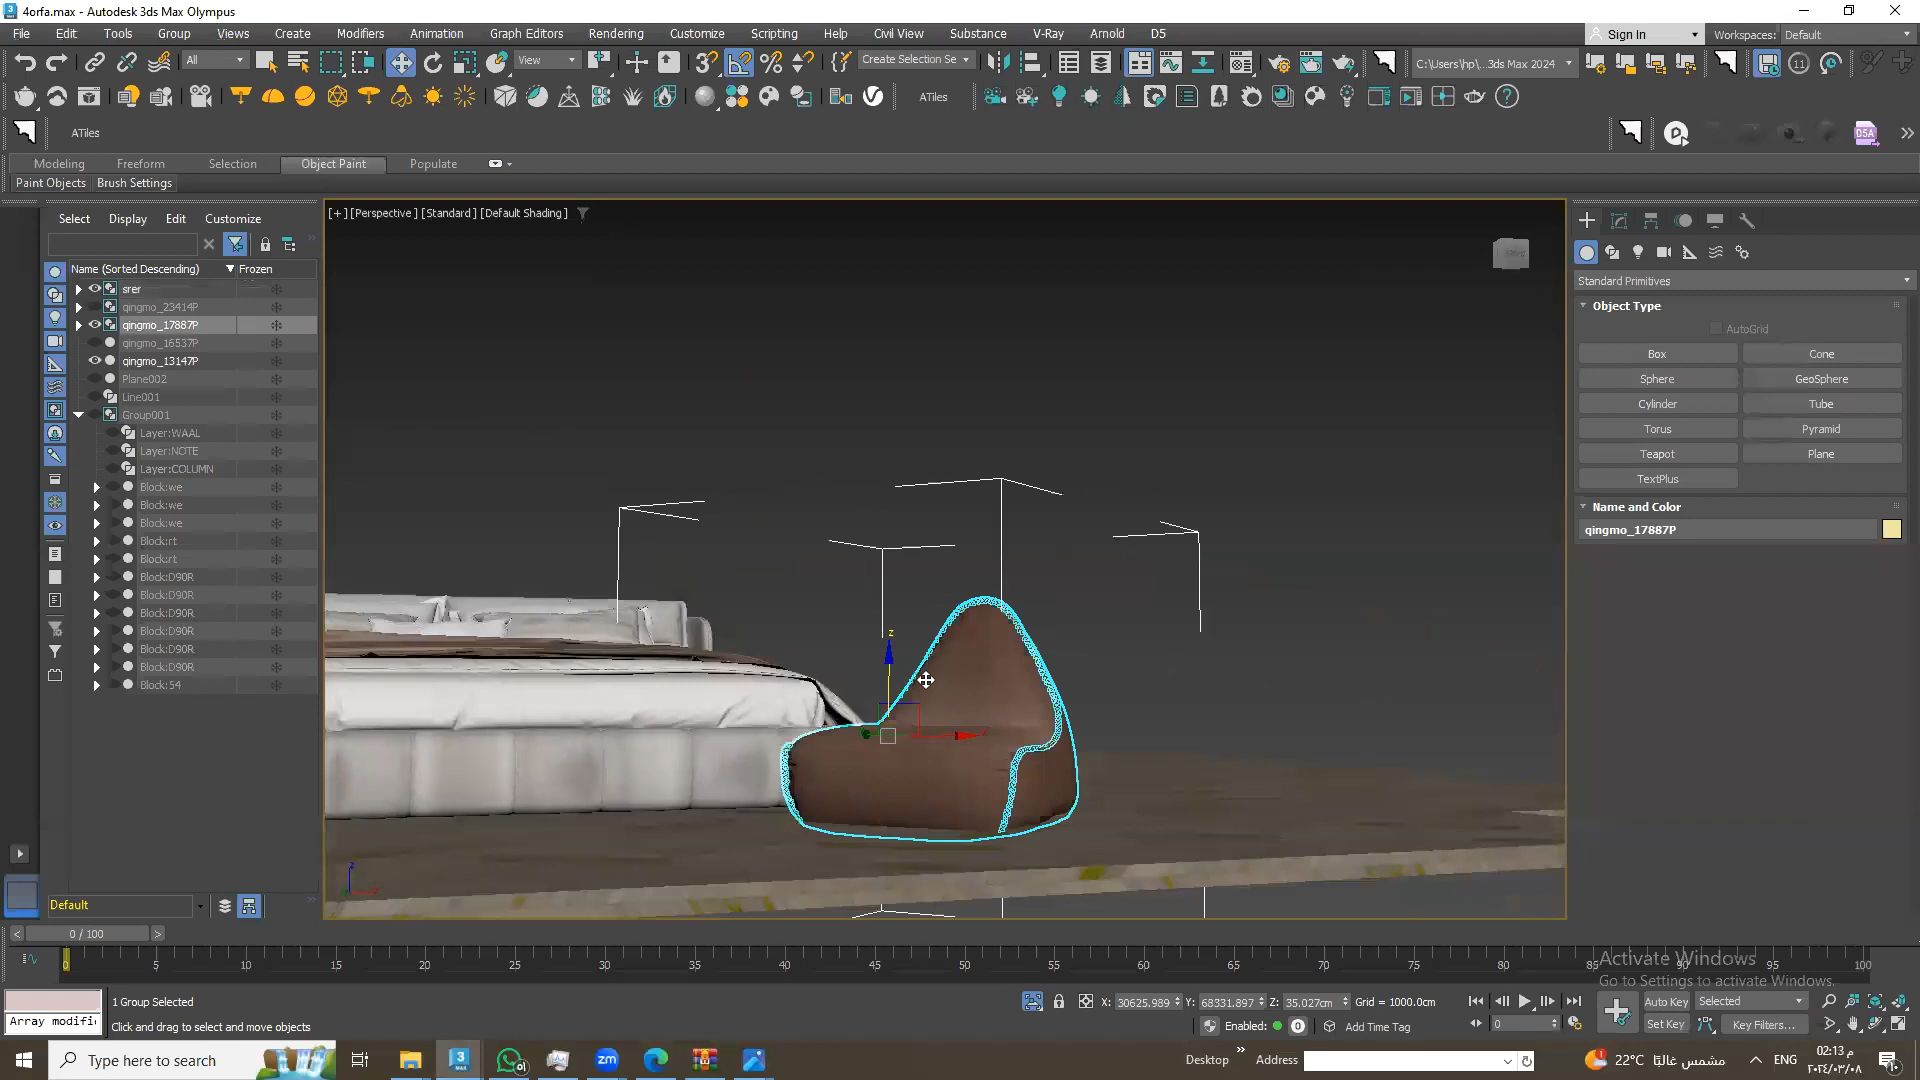 4orfa.max - Autodesk 3ds Max Olympus
File Edit Tools Group Views Create Modifiers Animation Graph Editors Rendering Customize Scripting Help Civil View Substance V-Ray Arnold D5
Sign In Workspaces: Default
All View Create Selection Se C:\Users\hp\...3ds Max 2024 11
ATiles
ATiles D5A
Modeling Freeform Selection Object Paint Populate
Paint Objects Brush Settings
Select Display Edit Customize
[+] [Perspective ] [Standard ] [Default Shading ]
Name (Sorted Descending) Frozen
srer
qingmo_23414P
qingmo_17887P
qingmo_16537P
qingmo_13147P
Plane002
Line001
Group001
Layer:WAAL
Layer:NOTE
Layer:COLUMN
Block:we
Block:we
Block:we
Block:rt
Block:rt
Block:D90R
Block:D90R
Block:D90R
Block:D90R
Block:D90R
Block:D90R
Block:54
Default
z
z
Standard Primitives
Object Type
AutoGrid
Box Cone
Sphere GeoSphere
Cylinder Tube
Torus Pyramid
Teapot Plane
TextPlus
Name and Color
qingmo_17887P
< 0 / 100 >
0 5 10 15 20 25 30 35 40 45 50 55 60 65 70 75 80 85 90 95 100
Activate Windows
Go to Settings to activate Windows.
1 Group Selected
Array modifi
Click and drag to select and move objects
X: 30625.989 Y: 68331.897 Z: 35.027cm Grid = 1000.0cm
Enabled: 0 Add Time Tag
0
Auto Key Selected
Set Key Key Filters...
Type here to search
zm
Desktop Address
22°C مشمس غالبًا
ENG
02:13 م
٢٠٢٤/٠٣/٠٨